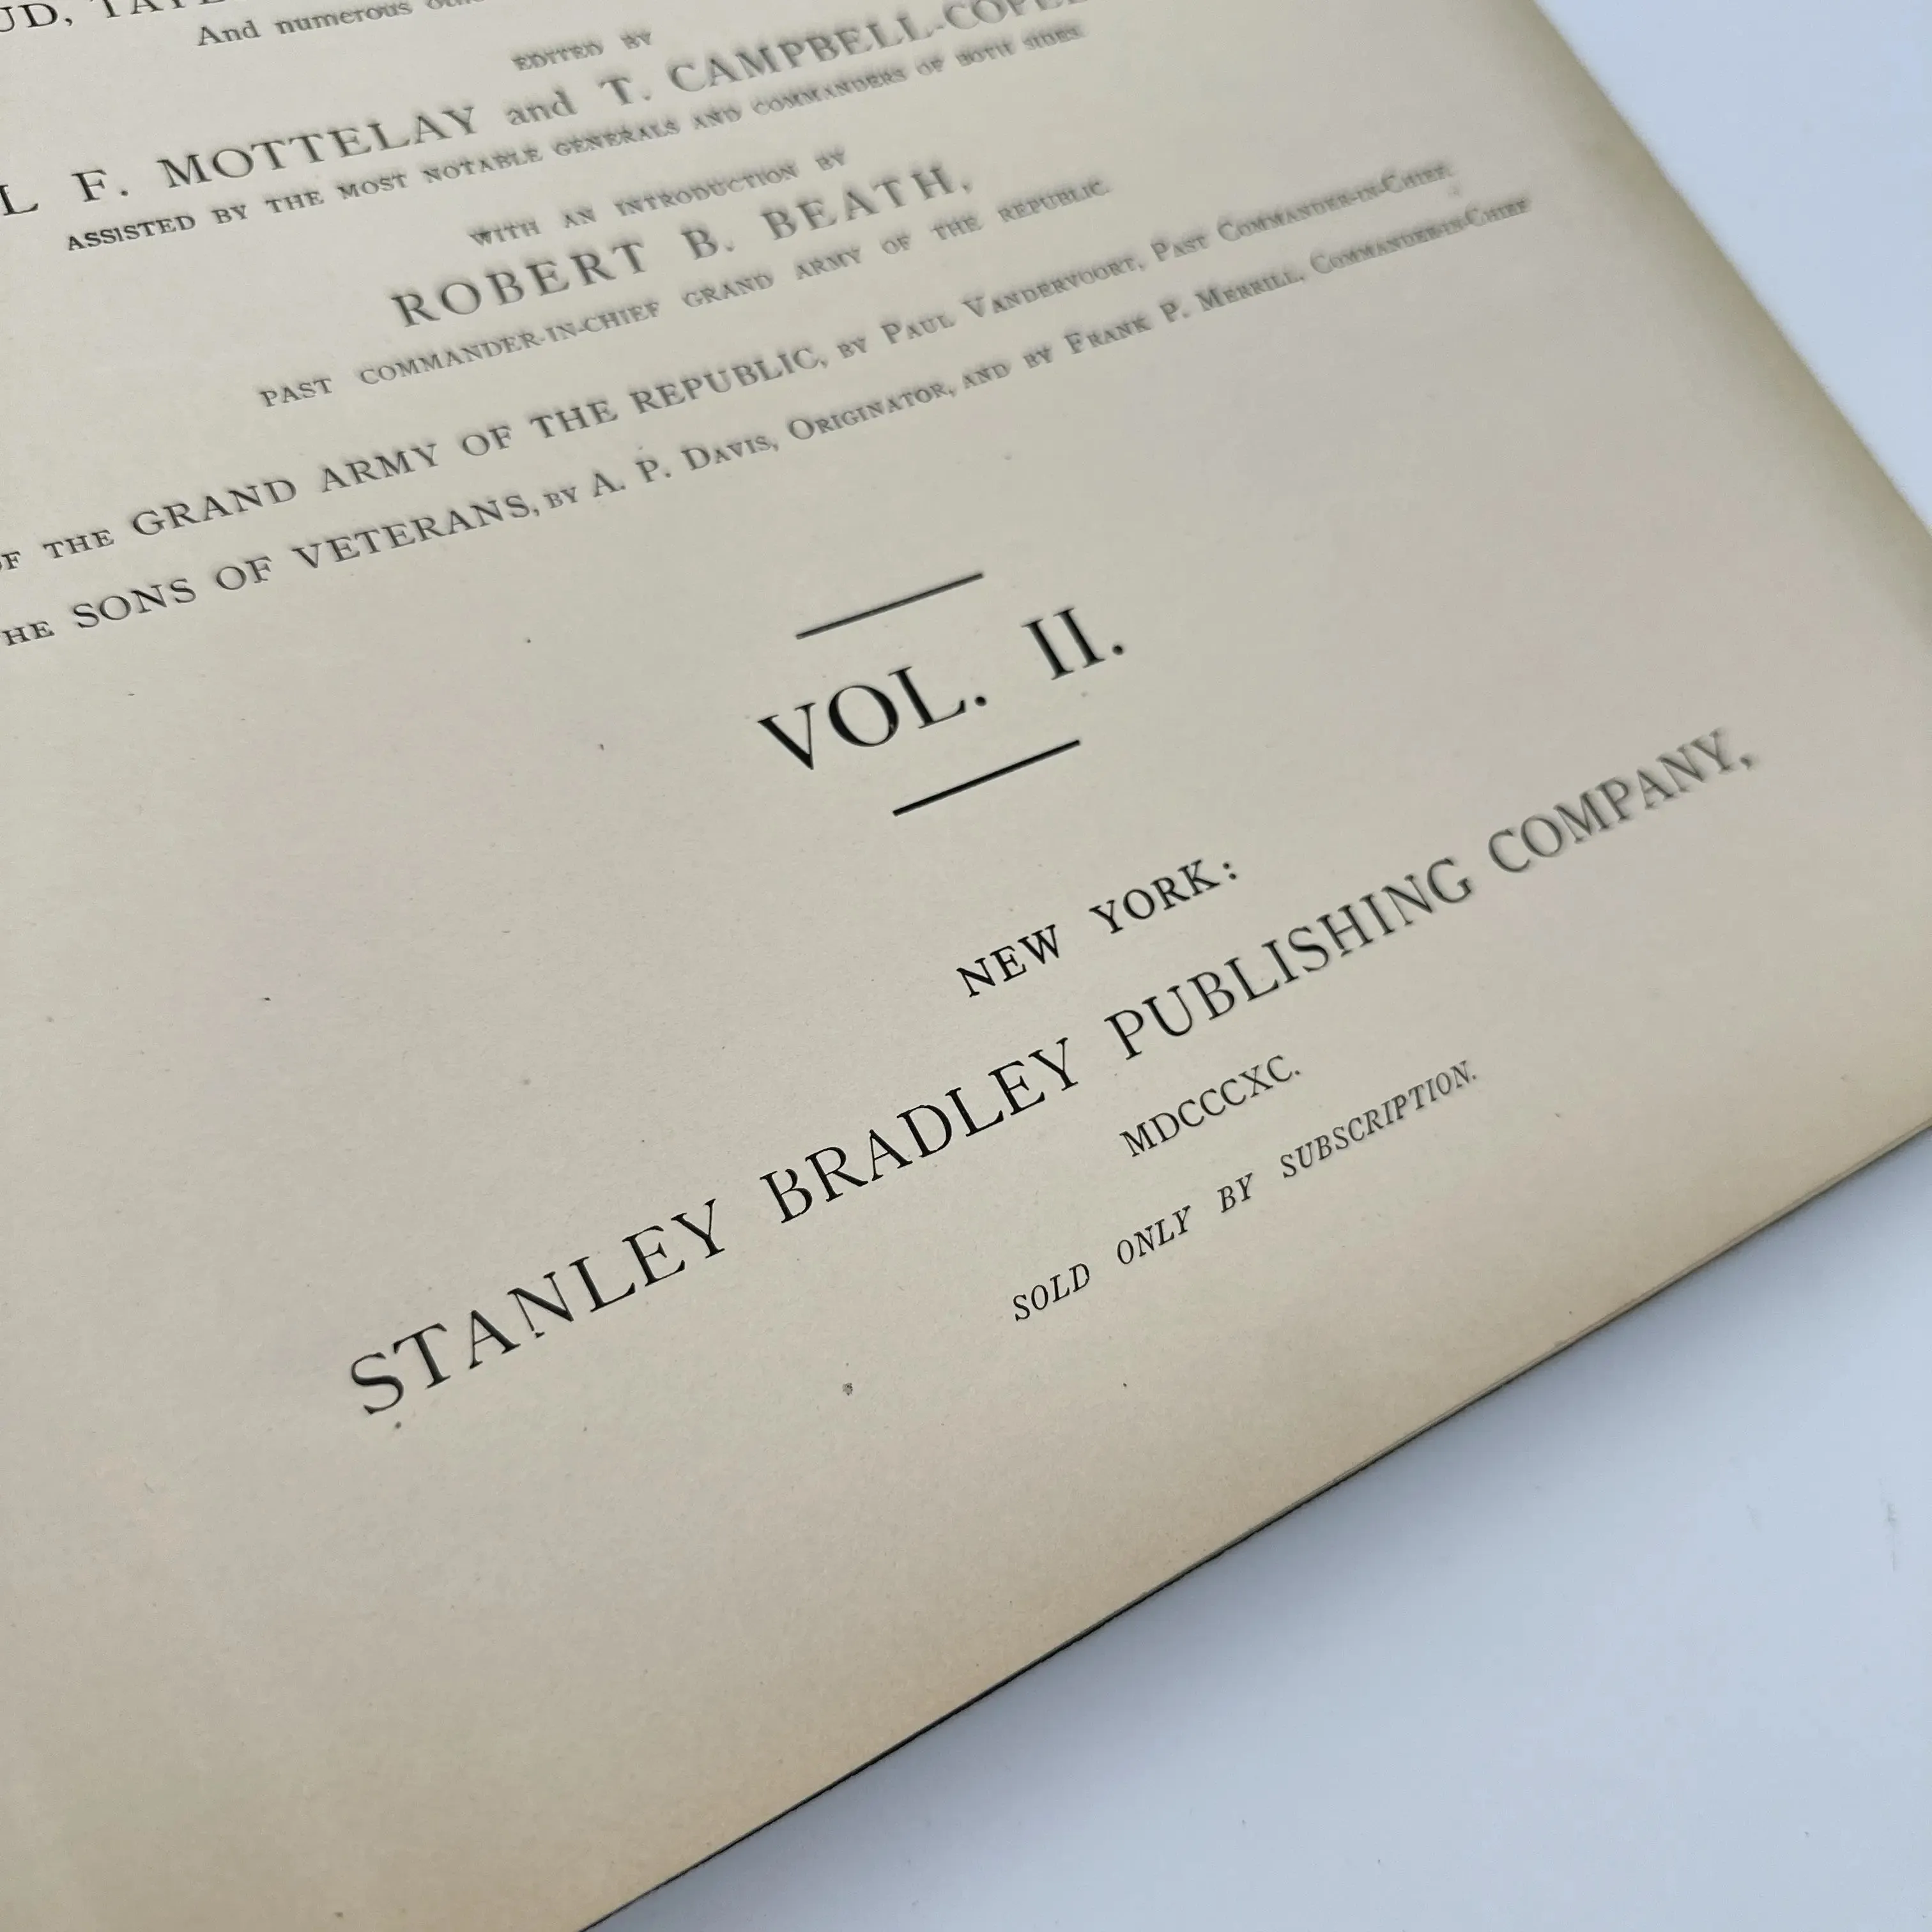 And numerous
EDITED BY
F. MOTTELAY and T. CAMPBELL-
ASSISTED BY THE MOST NOTABLE GENERALS AND COMMANDERS OF BOTH SIDES.
WITH AN INTRODUCTION BY
ROBERT B. BEATH,
PAST COMMANDER-IN-CHIEF GRAND ARMY OF THE REPUBLIC.
THE GRAND ARMY OF THE REPUBLIC, BY PAUL VANDERVOORT, PAST COMMANDER-IN-CHIEF.
SONS OF VETERANS, BY A. P. DAVIS, ORIGINATOR, AND BY FRANK P. MERRILL, COMMANDER-IN-CHIEF
VOL. II.
NEW YORK:
STANLEY BRADLEY PUBLISHING COMPANY,
MDCCCXC.
SOLD ONLY BY SUBSCRIPTION.